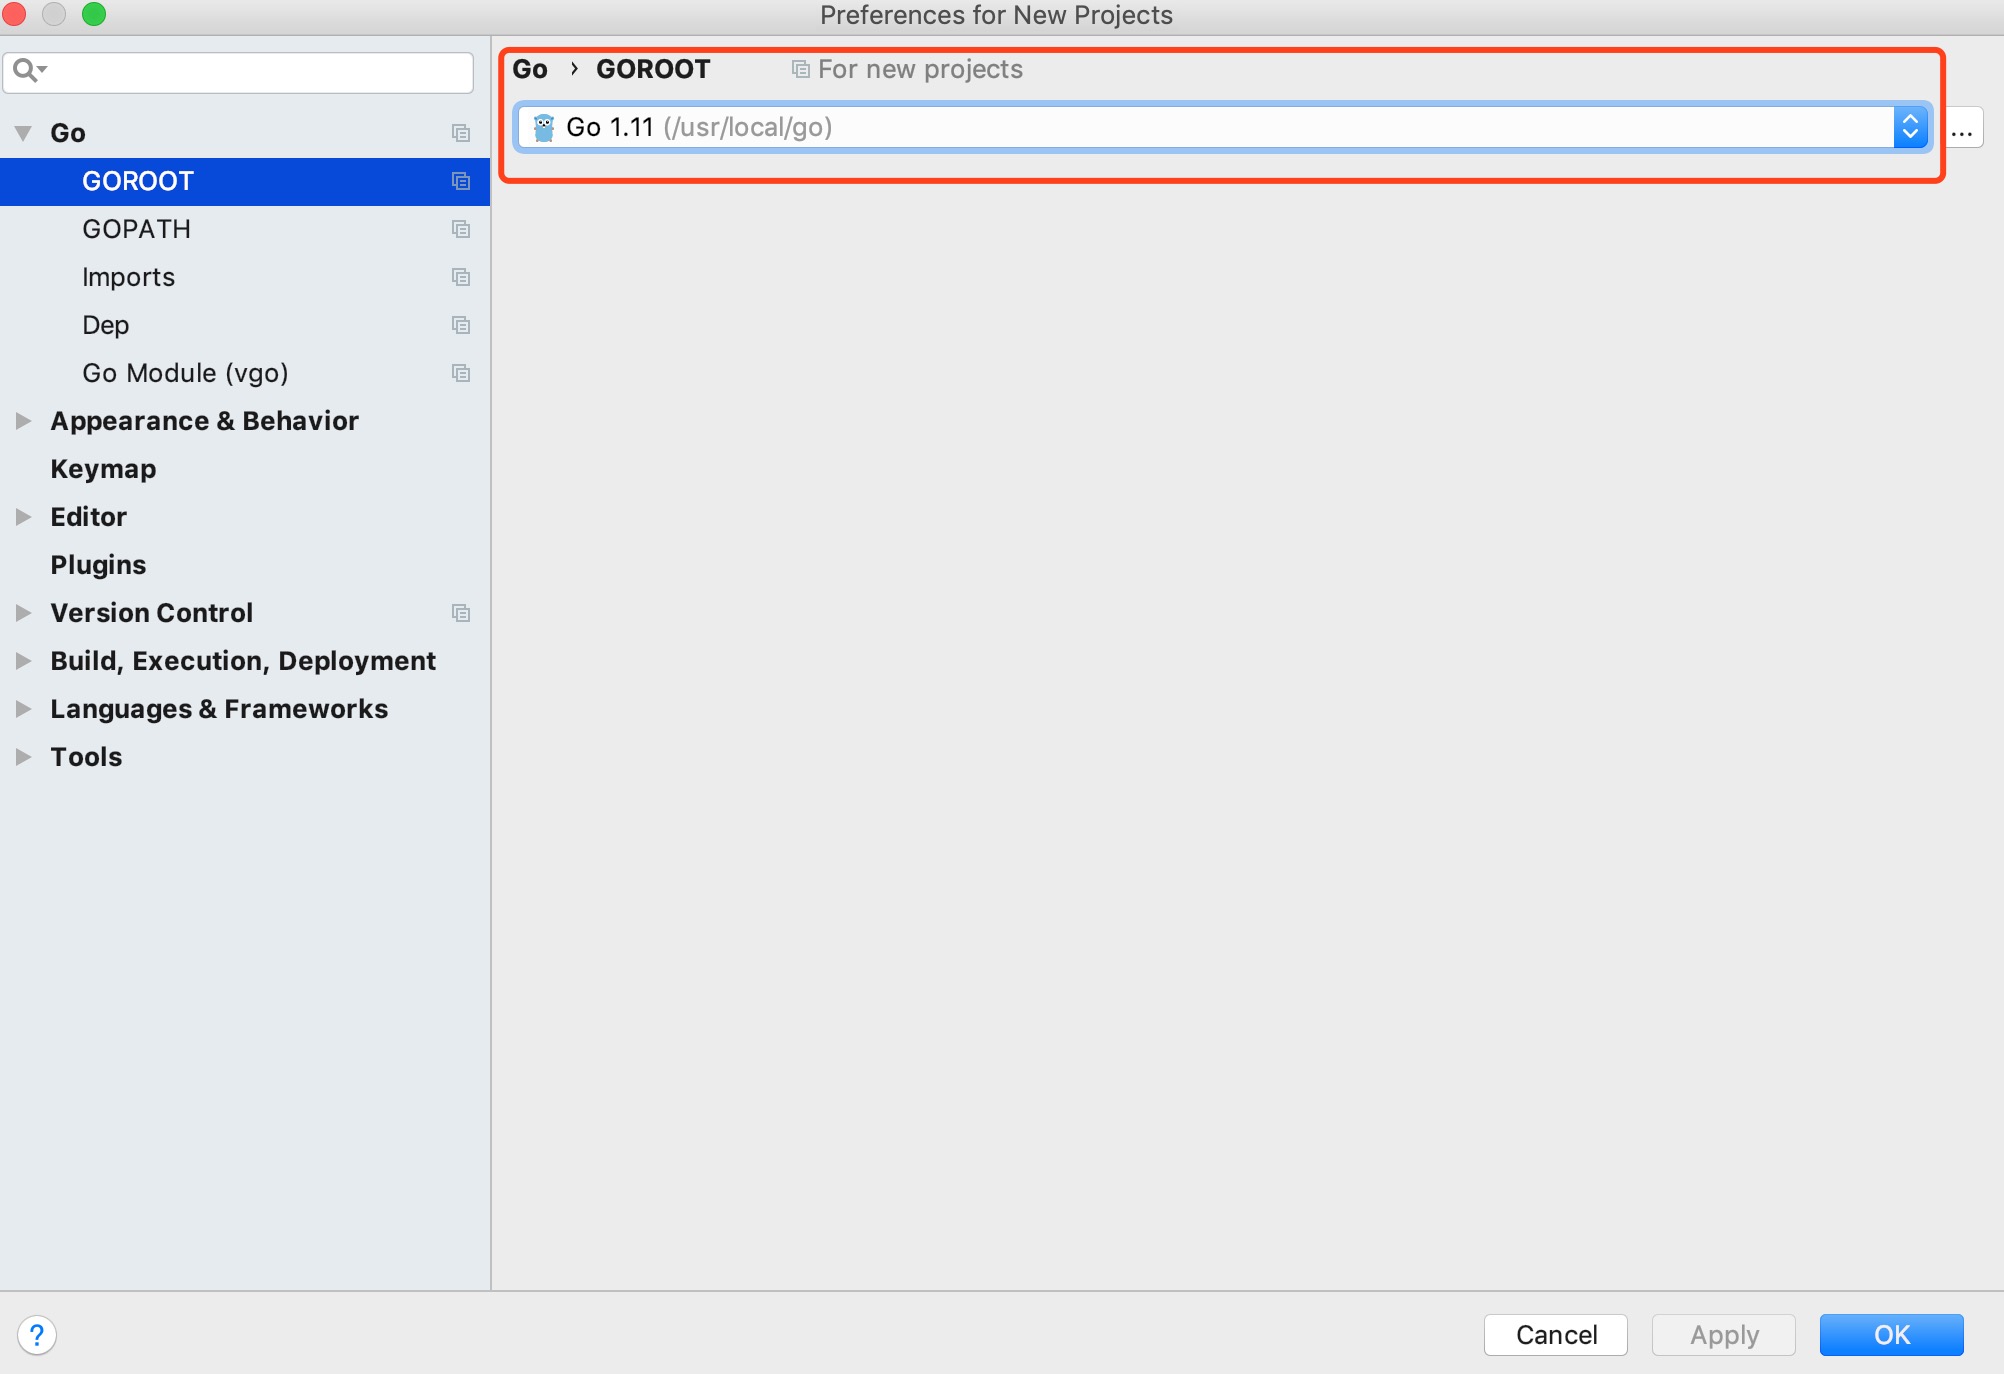 Preferences for New Projects
Go › GOROOT For new projects
Go 1.11 (/usr/local/go)
...
Go
GOROOT
GOPATH
Imports
Dep
Go Module (vgo)
Appearance & Behavior
Keymap
Editor
Plugins
Version Control
Build, Execution, Deployment
Languages & Frameworks
Tools
?
Cancel
Apply
OK